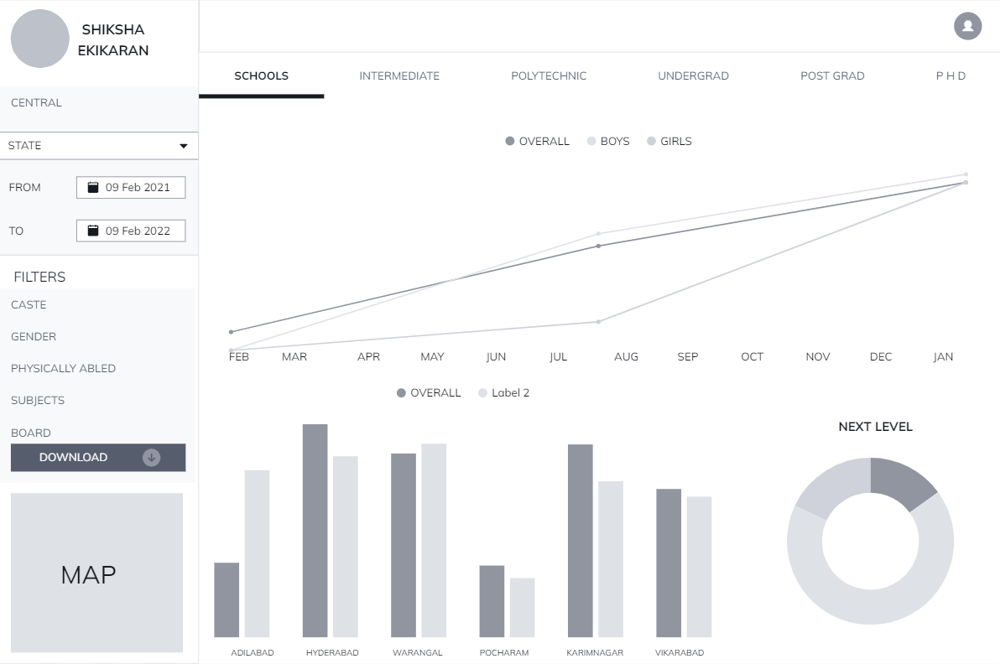 SHIKSHA
EKIKARAN
CENTRAL
STATE
FROM 09 Feb 2021
TO 09 Feb 2022
FILTERS
CASTE
GENDER
PHYSICALLY ABLED
SUBJECTS
BOARD
DOWNLOAD
MAP
SCHOOLS INTERMEDIATE POLYTECHNIC UNDERGRAD POST GRAD P H D
OVERALL BOYS GIRLS
FEB MAR APR MAY JUN JUL AUG SEP OCT NOV DEC JAN
OVERALL Label 2
ADILABAD HYDERABAD WARANGAL POCHARAM KARIMNAGAR VIKARABAD
NEXT LEVEL